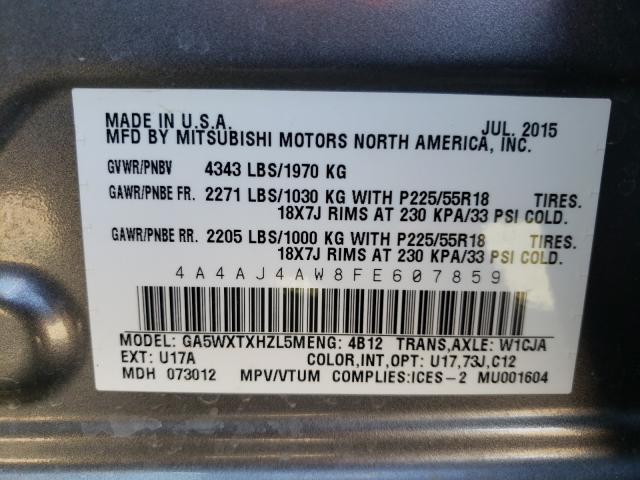 MADE IN U.S.A. JUL. 2015
MFD BY MITSUBISHI MOTORS NORTH AMERICA, INC.
GVWR/PNBV 4343 LBS/1970 KG
GAWR/PNBE FR. 2271 LBS/1030 KG WITH P225/55R18 TIRES.
18X7J RIMS AT 230 KPA/33 PSI COLD.
GAWR/PNBE RR. 2205 LBS/1000 KG WITH P225/55R18 TIRES.
18X7J RIMS AT 230 KPA/33 PSI COLD.
4A4AJ4AW8FE607859
MODEL: GA5WXTXHZL5MENG: 4B12 TRANS,AXLE: W1CJA
EXT: U17A COLOR,INT,OPT: U17,73J,C12
MDH 073012 MPV/VTUM COMPLIES:ICES-2 MU001604